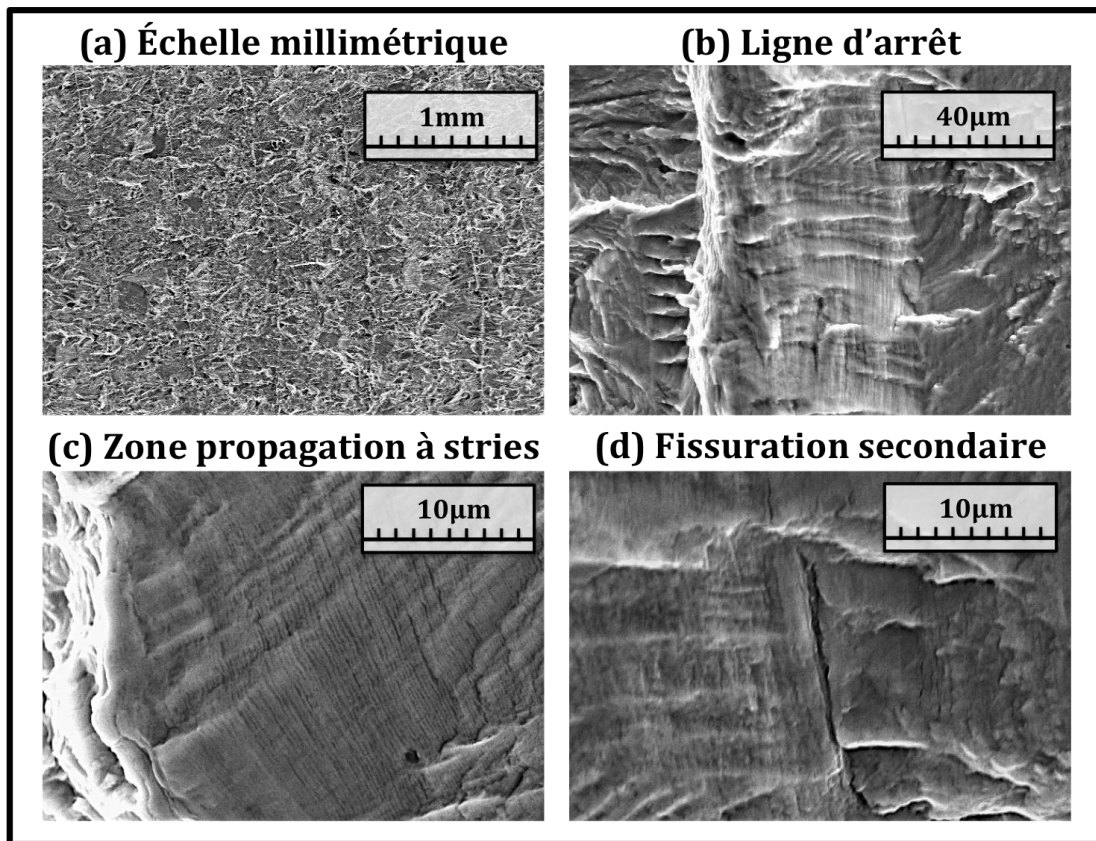 (a) Échelle millimétrique
(b) Ligne d’arrêt
1mm
40µm
(c) Zone propagation à stries
(d) Fissuration secondaire
10µm
10µm